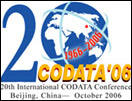 20
1966-2006
CODATA'06
20th International CODATA Conference
Beijing, China— October 2006